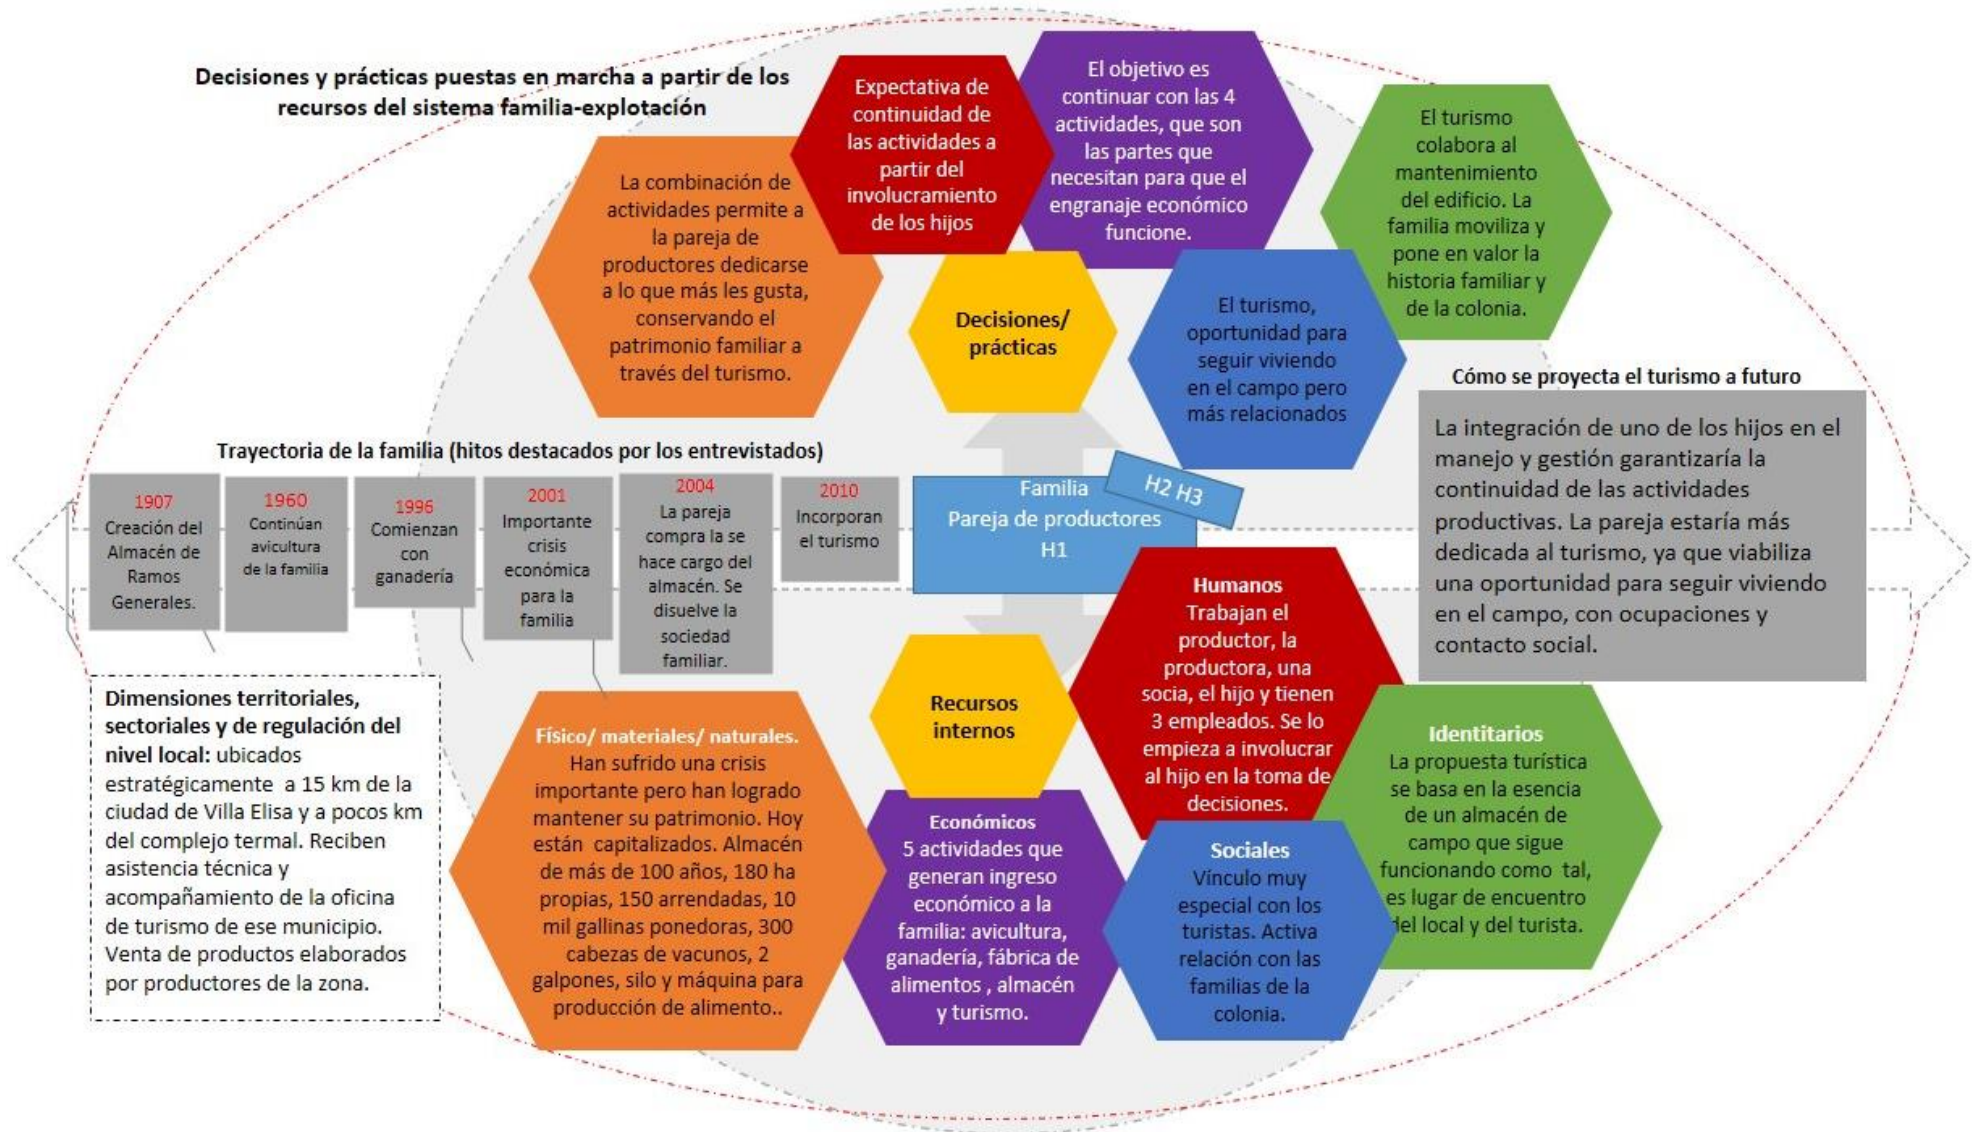 Decisiones y prácticas puestas en marcha a partir de los
recursos del sistema familia-explotación
La combinación de
actividades permite a
la pareja de
productores dedicarse
a lo que más les gusta,
conservando el
patrimonio familiar a
través del turismo.
Expectativa de
continuidad de
las actividades a
partir del
involucramiento
de los hijos
El objetivo es
continuar con las 4
actividades, que son
las partes que
necesitan para que el
engranaje económico
funcione.
El turismo
colabora al
mantenimiento
del edificio. La
familia moviliza y
pone en valor la
historia familiar y
de la colonia.
Decisiones/
prácticas
El turismo,
oportunidad para
seguir viviendo
en el campo pero
más relacionados
Cómo se proyecta el turismo a futuro
La integración de uno de los hijos en el
manejo y gestión garantizaría la
continuidad de las actividades
productivas. La pareja estaría más
dedicada al turismo, ya que viabiliza
una oportunidad para seguir viviendo
en el campo, con ocupaciones y
contacto social.
Trayectoria de la familia (hitos destacados por los entrevistados)
1907
Creación del
Almacén de
Ramos
Generales.
1960
Continúan
avicultura
de la familia
1996
Comienzan
con
ganadería
2001
Importante
crisis
económica
para la
familia
2004
La pareja
compra la se
hace cargo del
almacén. Se
disuelve la
sociedad
familiar.
2010
Incorporan
el turismo
Familia
Pareja de productores
H1
H2 H3
Dimensiones territoriales,
sectoriales y de regulación del
nivel local: ubicados
estratégicamente a 15 km de la
ciudad de Villa Elisa y a pocos km
del complejo termal. Reciben
asistencia técnica y
acompañamiento de la oficina
de turismo de ese municipio.
Venta de productos elaborados
por productores de la zona.
Recursos
internos
Físico/ materiales/ naturales.
Han sufrido una crisis
importante pero han logrado
mantener su patrimonio. Hoy
están capitalizados. Almacén
de más de 100 años, 180 ha
propias, 150 arrendadas, 10
mil gallinas ponedoras, 300
cabezas de vacunos, 2
galpones, silo y máquina para
producción de alimento..
Económicos
5 actividades que
generan ingreso
económico a la
familia: avicultura,
ganadería, fábrica de
alimentos , almacén
y turismo.
Humanos
Trabajan el
productor, la
productora, una
socia, el hijo y tienen
3 empleados. Se lo
empieza a involucrar
al hijo en la toma de
decisiones.
Sociales
Vínculo muy
especial con los
turistas. Activa
relación con las
familias de la
colonia.
Identitarios
La propuesta turística
se basa en la esencia
de un almacén de
campo que sigue
funcionando como tal,
es lugar de encuentro
del local y del turista.